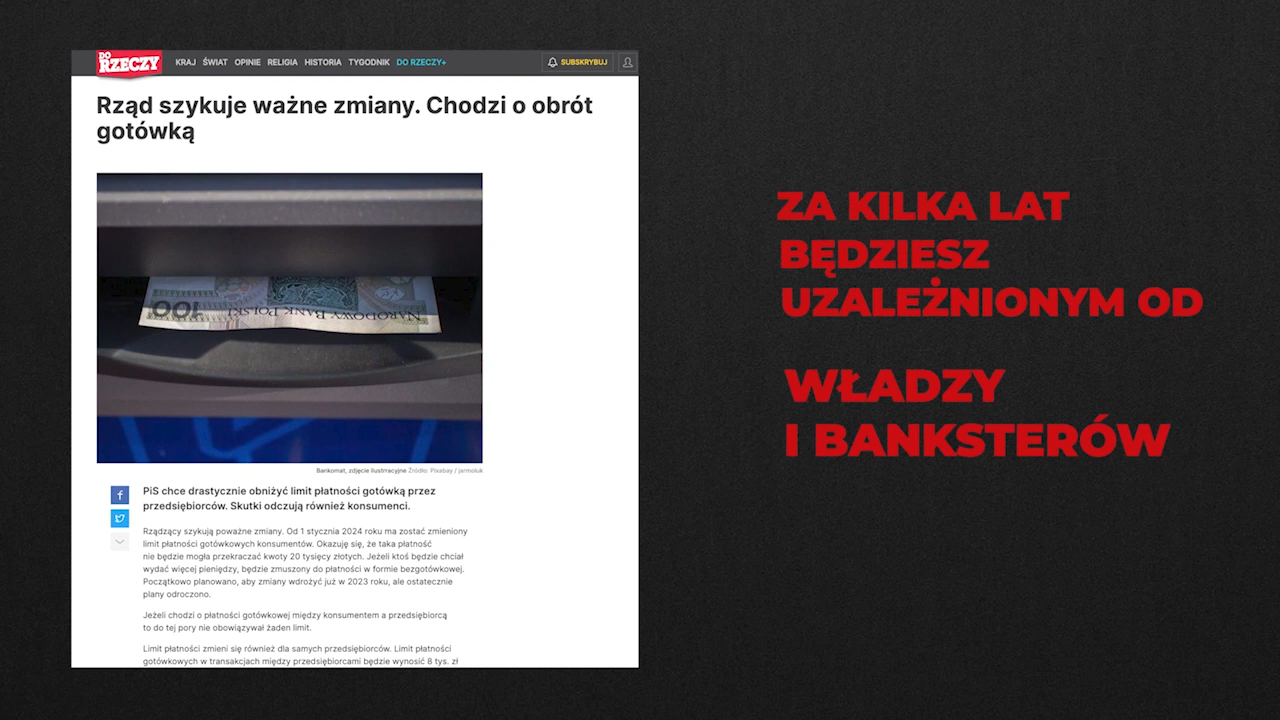 DO RZECZY
KRAJ ŚWIAT OPINIE RELIGIA HISTORIA TYGODNIK DO RZECZY+
SUBSKRYBUJ
Rząd szykuje ważne zmiany. Chodzi o obrót
gotówką
100 NARODOWY BANK POLSKI
Bankomat, zdjęcie ilustrracyjne Źródło: Pixabay / jarmoluk
PiS chce drastycznie obniżyć limit płatności gotówką przez
przedsiębiorców. Skutki odczują również konsumenci.
Rządzący szykują poważne zmiany. Od 1 stycznia 2024 roku ma zostać zmieniony
limit płatności gotówkowych konsumentów. Okazuję się, że taka płatność
nie będzie mogła przekraczać kwoty 20 tysięcy złotych. Jeżeli ktoś będzie chciał
wydać więcej pieniędzy, będzie zmuszony do płatności w formie bezgotówkowej.
Początkowo planowano, aby zmiany wdrożyć już w 2023 roku, ale ostatecznie
plany odroczono.
Jeżeli chodzi o płatności gotówkowej między konsumentem a przedsiębiorcą
to do tej pory nie obowiązywał żaden limit.
Limit płatności zmieni się również dla samych przedsiębiorców. Limit płatności
gotówkowych w transakcjach między przedsiębiorcami będzie wynosić 8 tys. zł
ZA KILKA LAT
BĘDZIESZ
UZALEŻNIONYM OD
WŁADZY
I BANKSTERÓW